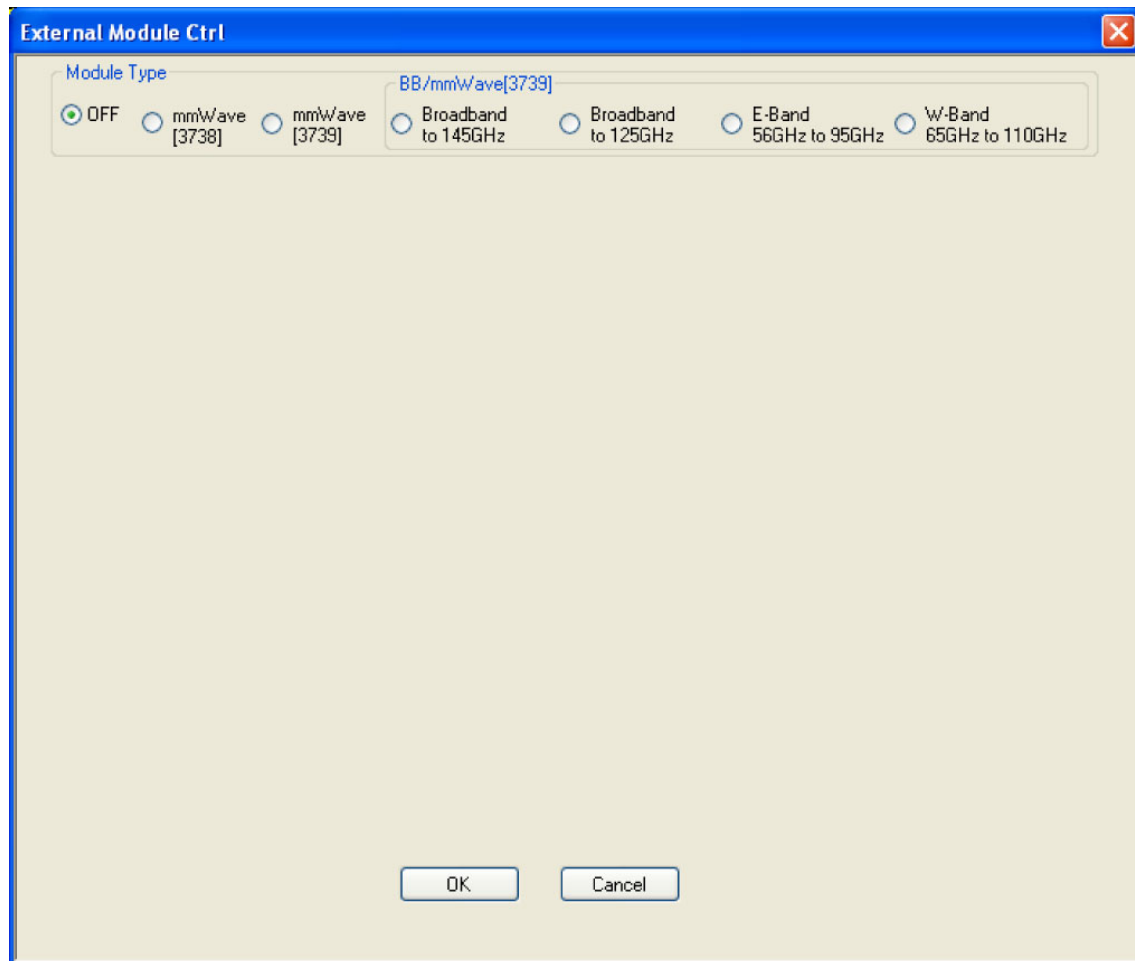 External Module Ctrl
Module Type
BB/mmWave[3739]
OFF
mmWave
[3738]
mmWave
[3739]
Broadband
to 145GHz
Broadband
to 125GHz
E-Band
56GHz to 95GHz
W-Band
65GHz to 110GHz
OK
Cancel